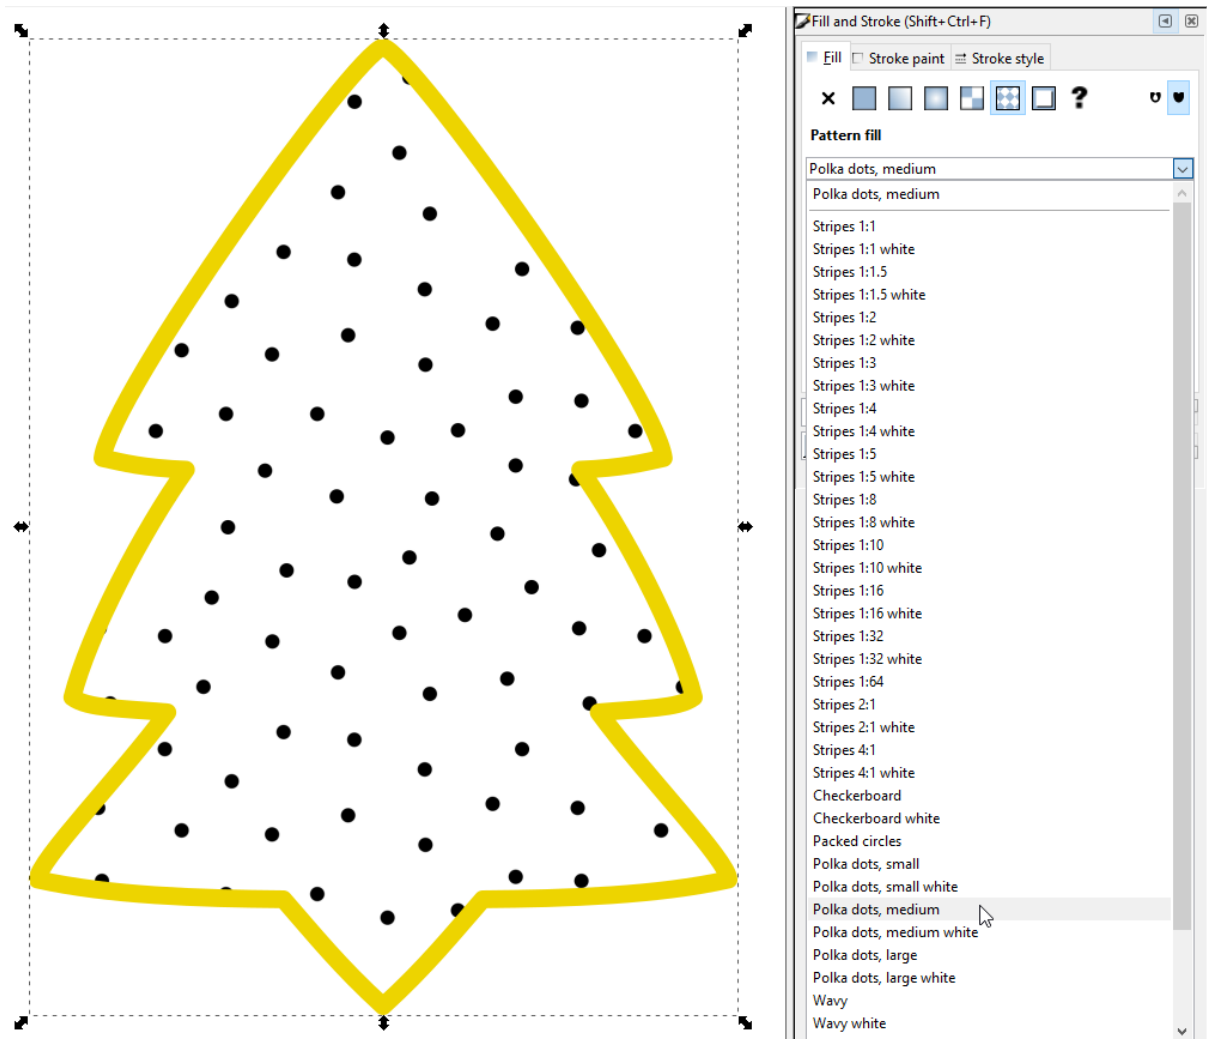 Fill and Stroke (Shift+Ctrl+F)
Fill Stroke paint Stroke style
?
Pattern fill
Polka dots, medium
Polka dots, medium
Stripes 1:1
Stripes 1:1 white
Stripes 1:1.5
Stripes 1:1.5 white
Stripes 1:2
Stripes 1:2 white
Stripes 1:3
Stripes 1:3 white
Stripes 1:4
Stripes 1:4 white
Stripes 1:5
Stripes 1:5 white
Stripes 1:8
Stripes 1:8 white
Stripes 1:10
Stripes 1:10 white
Stripes 1:16
Stripes 1:16 white
Stripes 1:32
Stripes 1:32 white
Stripes 1:64
Stripes 2:1
Stripes 2:1 white
Stripes 4:1
Stripes 4:1 white
Checkerboard
Checkerboard white
Packed circles
Polka dots, small
Polka dots, small white
Polka dots, medium
Polka dots, medium white
Polka dots, large
Polka dots, large white
Wavy
Wavy white